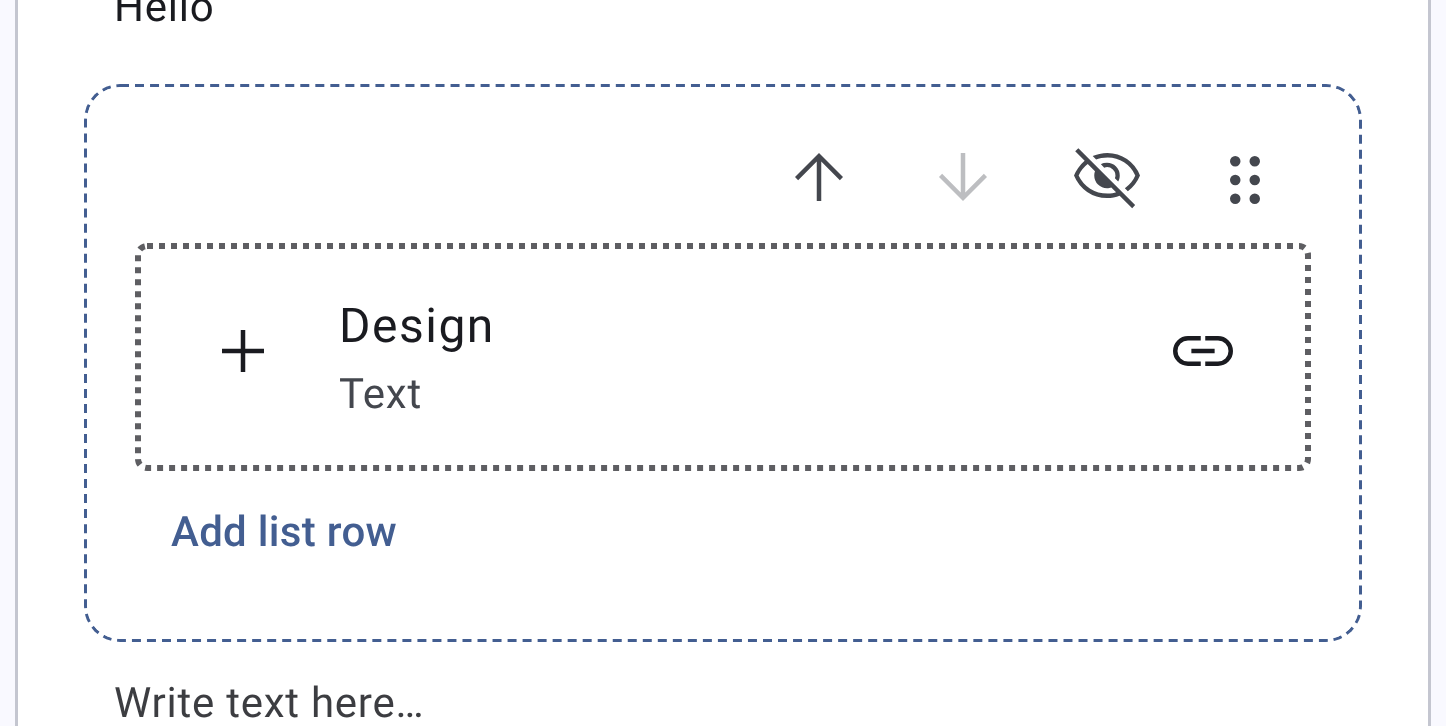 Hello
Design
Text
Add list row
Write text here…